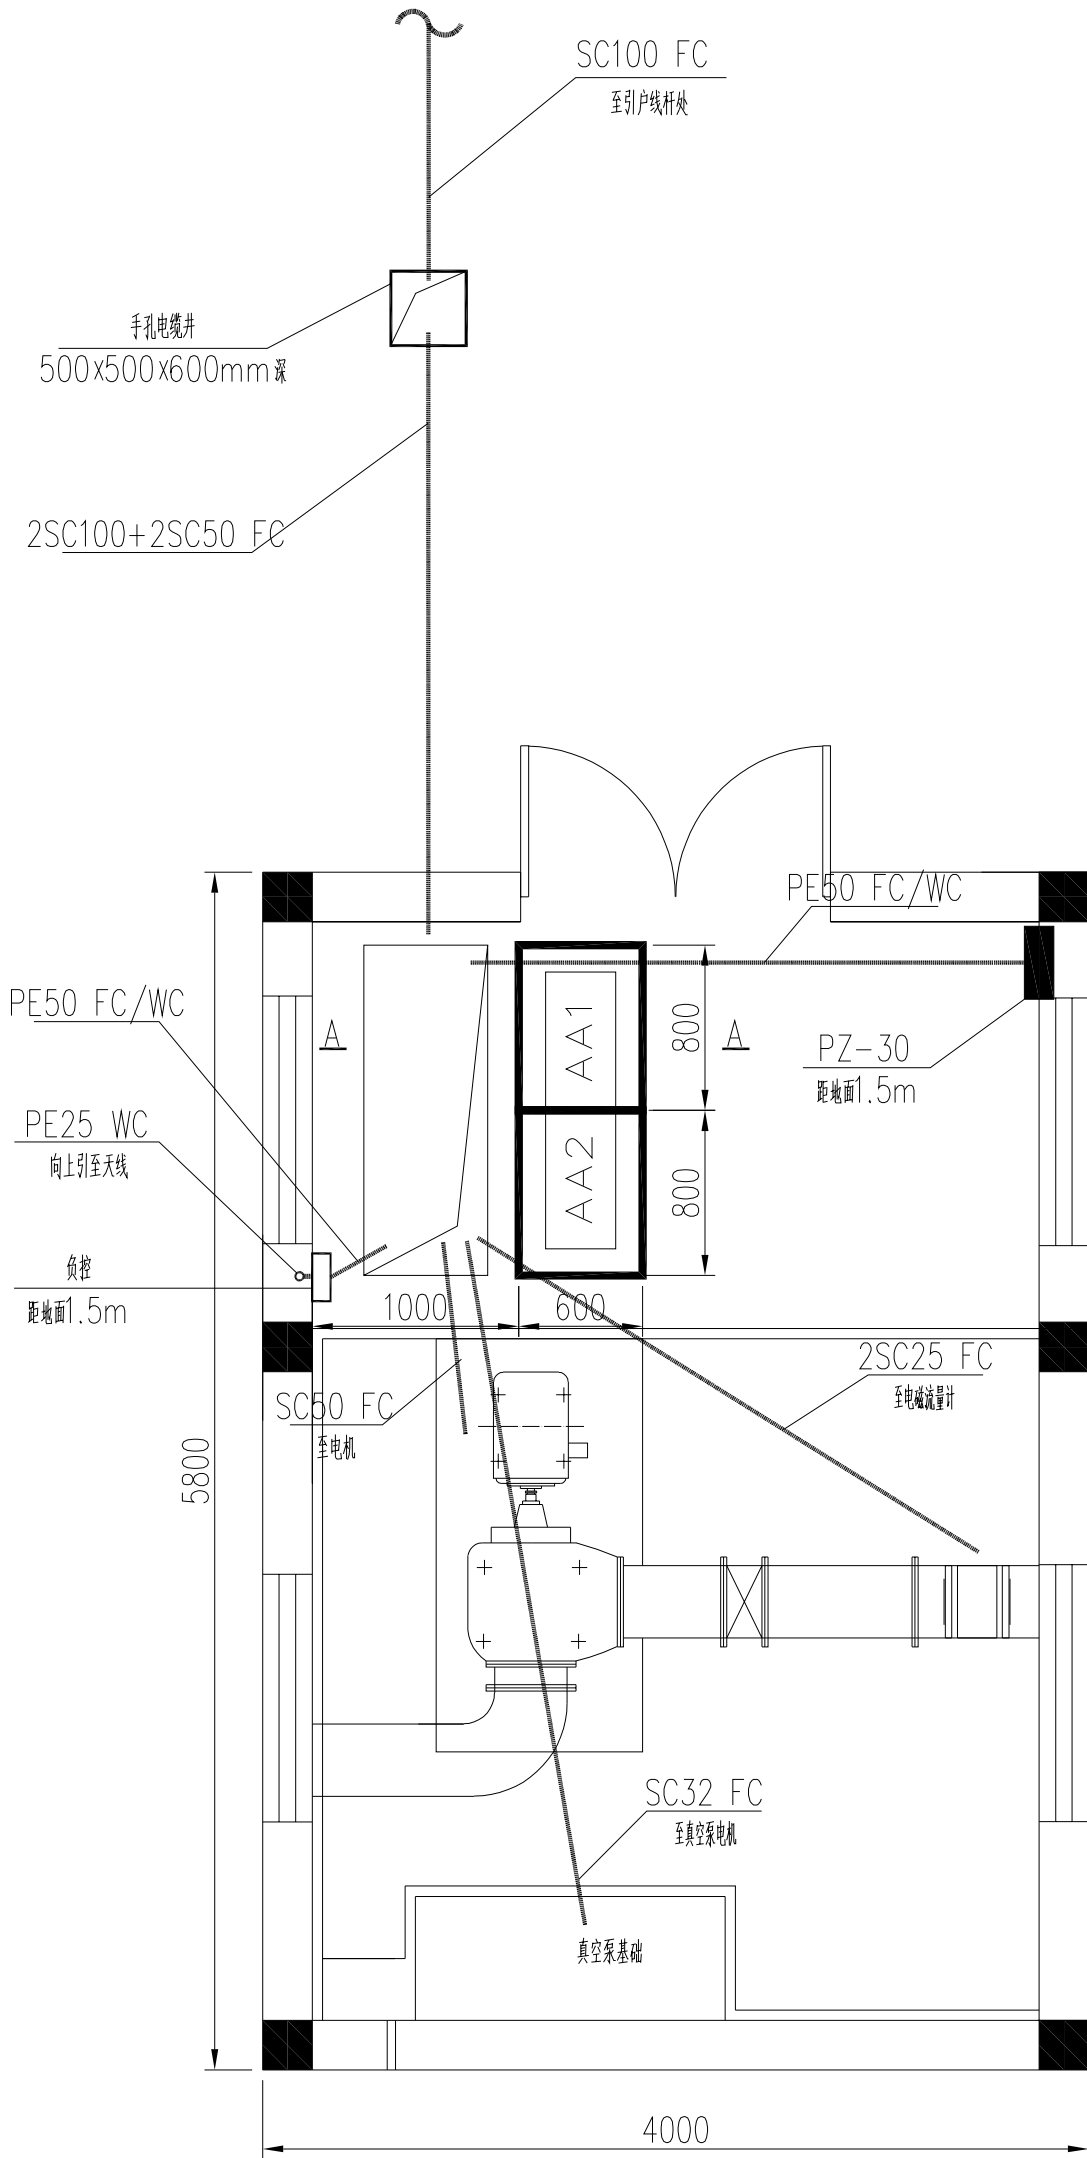 SC100 FC
至引户线杆处
手孔电缆井
500x500x600mm深
2SC100+2SC50 FC
PE50 FC/WC
PE50 FC/WC
A
AA1
800
A
PZ-30
距地面1.5m
PE25 WC
向上引至天线
AA2
800
负控
距地面1.5m
1000
600
2SC25 FC
至电磁流量计
SC50 FC
至电机
5800
SC32 FC
至真空泵电机
真空泵基础
4000